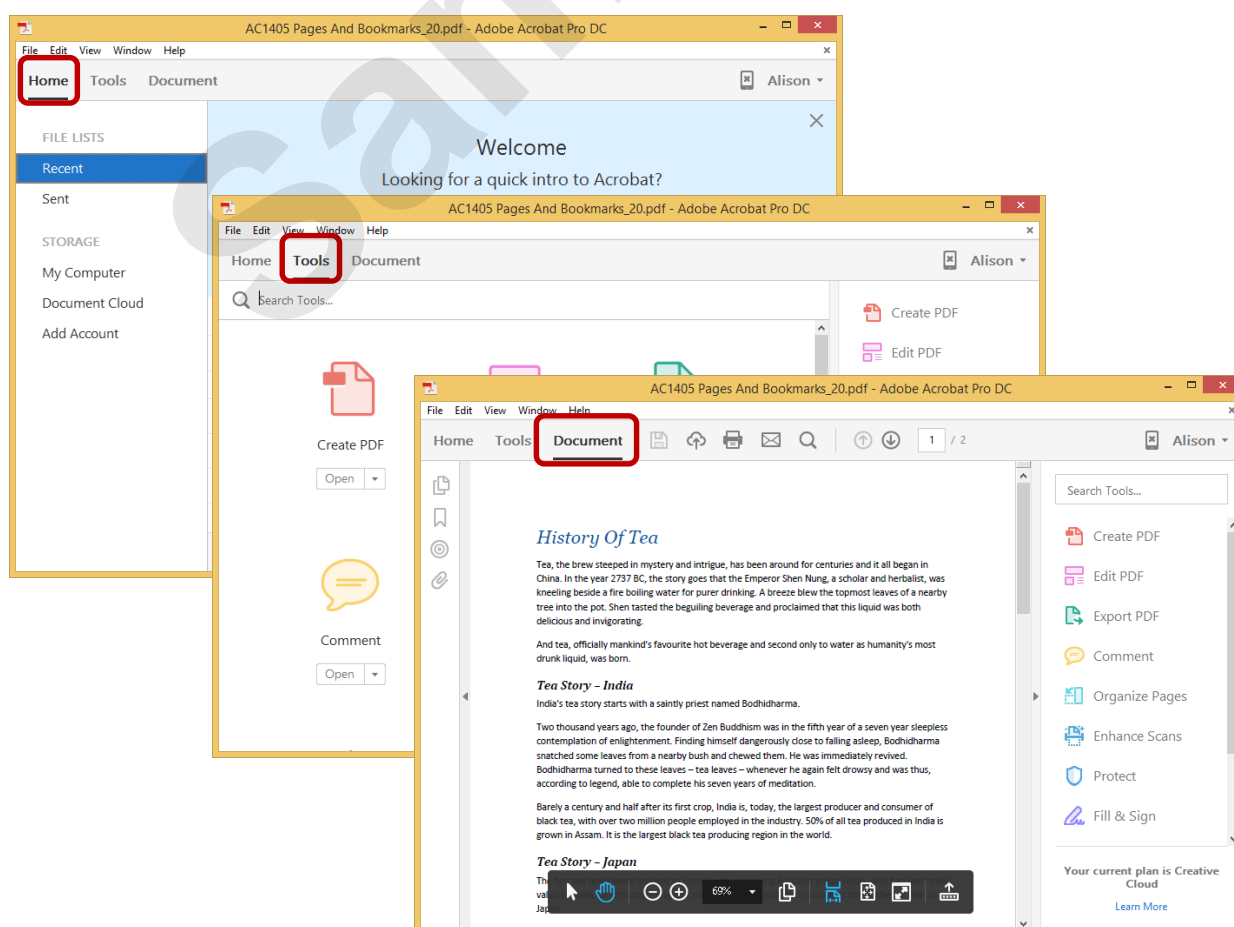 Sam
AC1405 Pages And Bookmarks_20.pdf - Adobe Acrobat Pro DC
File Edit View Window Help
Home Tools Document
Alison
FILE LISTS
Recent
Sent
STORAGE
My Computer
Document Cloud
Add Account
Welcome
Looking for a quick intro to Acrobat?
AC1405 Pages And Bookmarks_20.pdf - Adobe Acrobat Pro DC
File Edit View Window Help
Home Tools Document
Alison
Search Tools...
Create PDF
Open
Comment
Open
Create PDF
Edit PDF
AC1405 Pages And Bookmarks_20.pdf - Adobe Acrobat Pro DC
File Edit View Window Help
Home Tools Document 1 / 2 Alison
History Of Tea
Tea, the brew steeped in mystery and intrigue, has been around for centuries and it all began in
China. In the year 2737 BC, the story goes that the Emperor Shen Nung, a scholar and herbalist, was
kneeling beside a fire boiling water for purer drinking. A breeze blew the topmost leaves of a nearby
tree into the pot. Shen tasted the beguiling beverage and proclaimed that this liquid was both
delicious and invigorating.
And tea, officially mankind's favourite hot beverage and second only to water as humanity's most
drunk liquid, was born.
Tea Story – India
India's tea story starts with a saintly priest named Bodhidharma.
Two thousand years ago, the founder of Zen Buddhism was in the fifth year of a seven year sleepless
contemplation of enlightenment. Finding himself dangerously close to falling asleep, Bodhidharma
snatched some leaves from a nearby bush and chewed them. He was immediately revived.
Bodhidharma turned to these leaves – tea leaves – whenever he again felt drowsy and was thus,
according to legend, able to complete his seven years of meditation.
Barely a century and half after its first crop, India is, today, the largest producer and consumer of
black tea, with over two million people employed in the industry. 50% of all tea produced in India is
grown in Assam. It is the largest black tea producing region in the world.
Tea Story – Japan
69%
Search Tools...
Create PDF
Edit PDF
Export PDF
Comment
Organize Pages
Enhance Scans
Protect
Fill & Sign
Your current plan is Creative
Cloud
Learn More